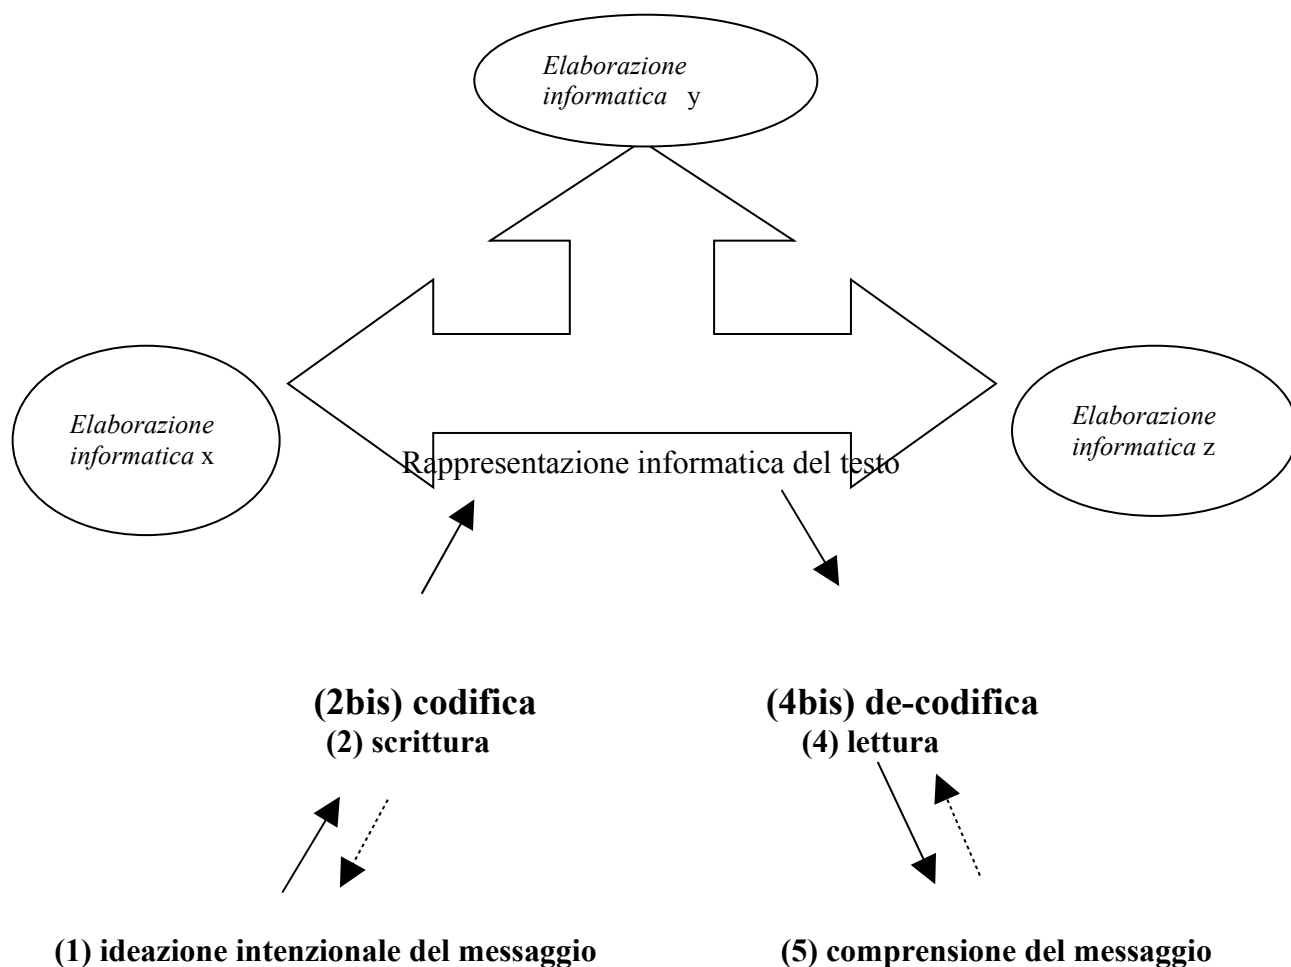 Elaborazione
informatica y
Elaborazione
informatica x
Elaborazione
informatica z
Rappresentazione informatica del testo
(2bis) codifica
(4bis) de-codifica
(2) scrittura
(4) lettura
(1) ideazione intenzionale del messaggio
(5) comprensione del messaggio